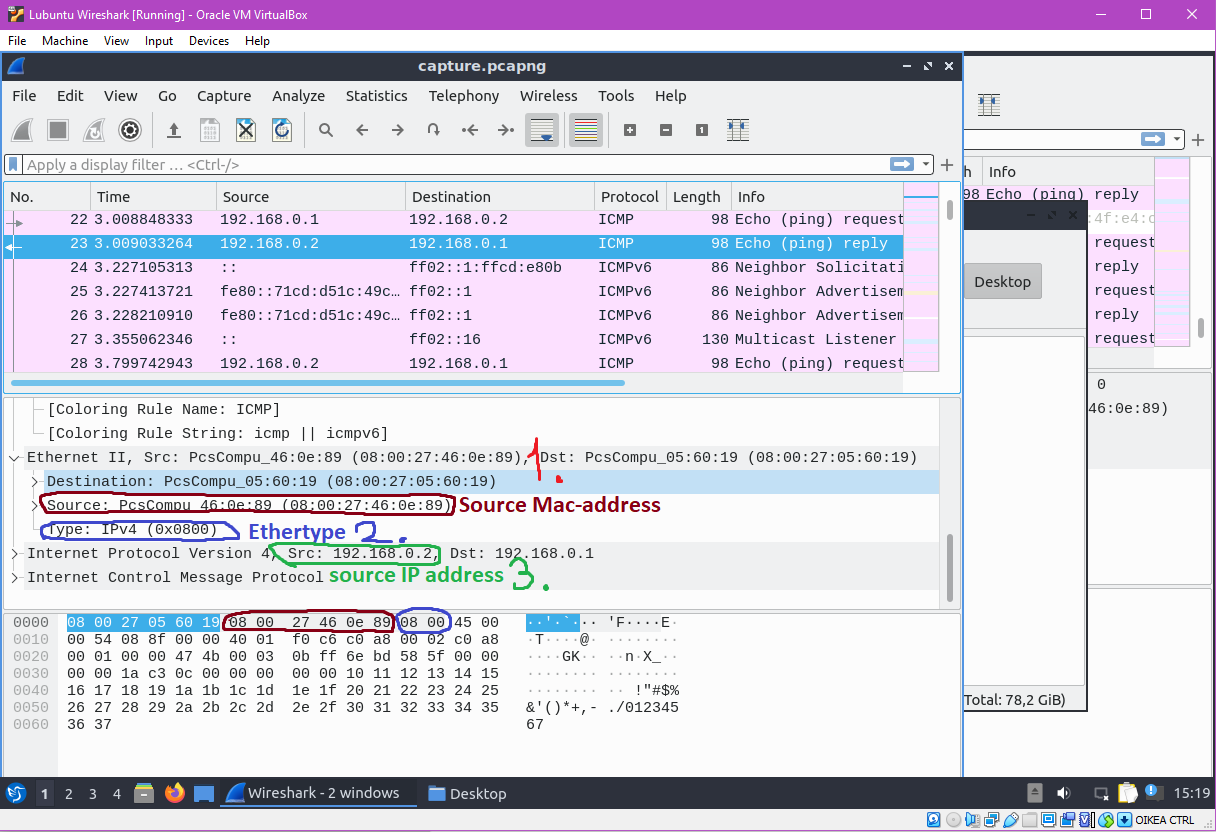 Lubuntu Wireshark [Running] - Oracle VM VirtualBox
File Machine View Input Devices Help
capture.pcapng
File Edit View Go Capture Analyze Statistics Telephony Wireless Tools Help
Apply a display filter … <Ctrl-/>
No. Time Source Destination Protocol Length Info
22 3.008848333 192.168.0.1 192.168.0.2 ICMP 98 Echo (ping) request
23 3.009033264 192.168.0.2 192.168.0.1 ICMP 98 Echo (ping) reply
24 3.227105313 :: ff02::1:ffcd:e80b ICMPv6 86 Neighbor Solicitati
25 3.227413721 fe80::71cd:d51c:49c… ff02::1 ICMPv6 86 Neighbor Advertisem
26 3.228210910 fe80::71cd:d51c:49c… ff02::1 ICMPv6 86 Neighbor Advertisem
27 3.355062346 :: ff02::16 ICMPv6 130 Multicast Listener
28 3.799742943 192.168.0.2 192.168.0.1 ICMP 98 Echo (ping) request
[Coloring Rule Name: ICMP]
[Coloring Rule String: icmp || icmpv6]
Ethernet II, Src: PcsCompu_46:0e:89 (08:00:27:46:0e:89), Dst: PcsCompu_05:60:19 (08:00:27:05:60:19)
1.
Destination: PcsCompu_05:60:19 (08:00:27:05:60:19)
Source: PcsCompu_46:0e:89 (08:00:27:46:0e:89) Source Mac-address
Type: IPv4 (0x0800) Ethertype 2.
Internet Protocol Version 4, Src: 192.168.0.2, Dst: 192.168.0.1
Internet Control Message Protocol source IP address 3.
0000 08 00 27 05 60 19 08 00 27 46 0e 89 08 00 45 00 ··'·`··· 'F····E·
0010 00 54 08 8f 00 00 40 01 f0 c6 c0 a8 00 02 c0 a8 ·T····@· ········
0020 00 01 00 00 47 4b 00 03 0b ff 6e bd 58 5f 00 00 ····GK·· ··n·X_··
0030 00 00 1a c3 0c 00 00 00 00 00 10 11 12 13 14 15 ········ ········
0040 16 17 18 19 1a 1b 1c 1d 1e 1f 20 21 22 23 24 25 ········ ·· !"#$%
0050 26 27 28 29 2a 2b 2c 2d 2e 2f 30 31 32 33 34 35 &'()*+,- ./012345
0060 36 37 67
h Info
98 Echo (ping) reply
:4f:e4:c
request
reply
request
reply
request
Desktop
0
46:0e:89)
Total: 78,2 GiB)
1 2 3 4 Wireshark - 2 windows Desktop 15:19
OIKEA CTRL